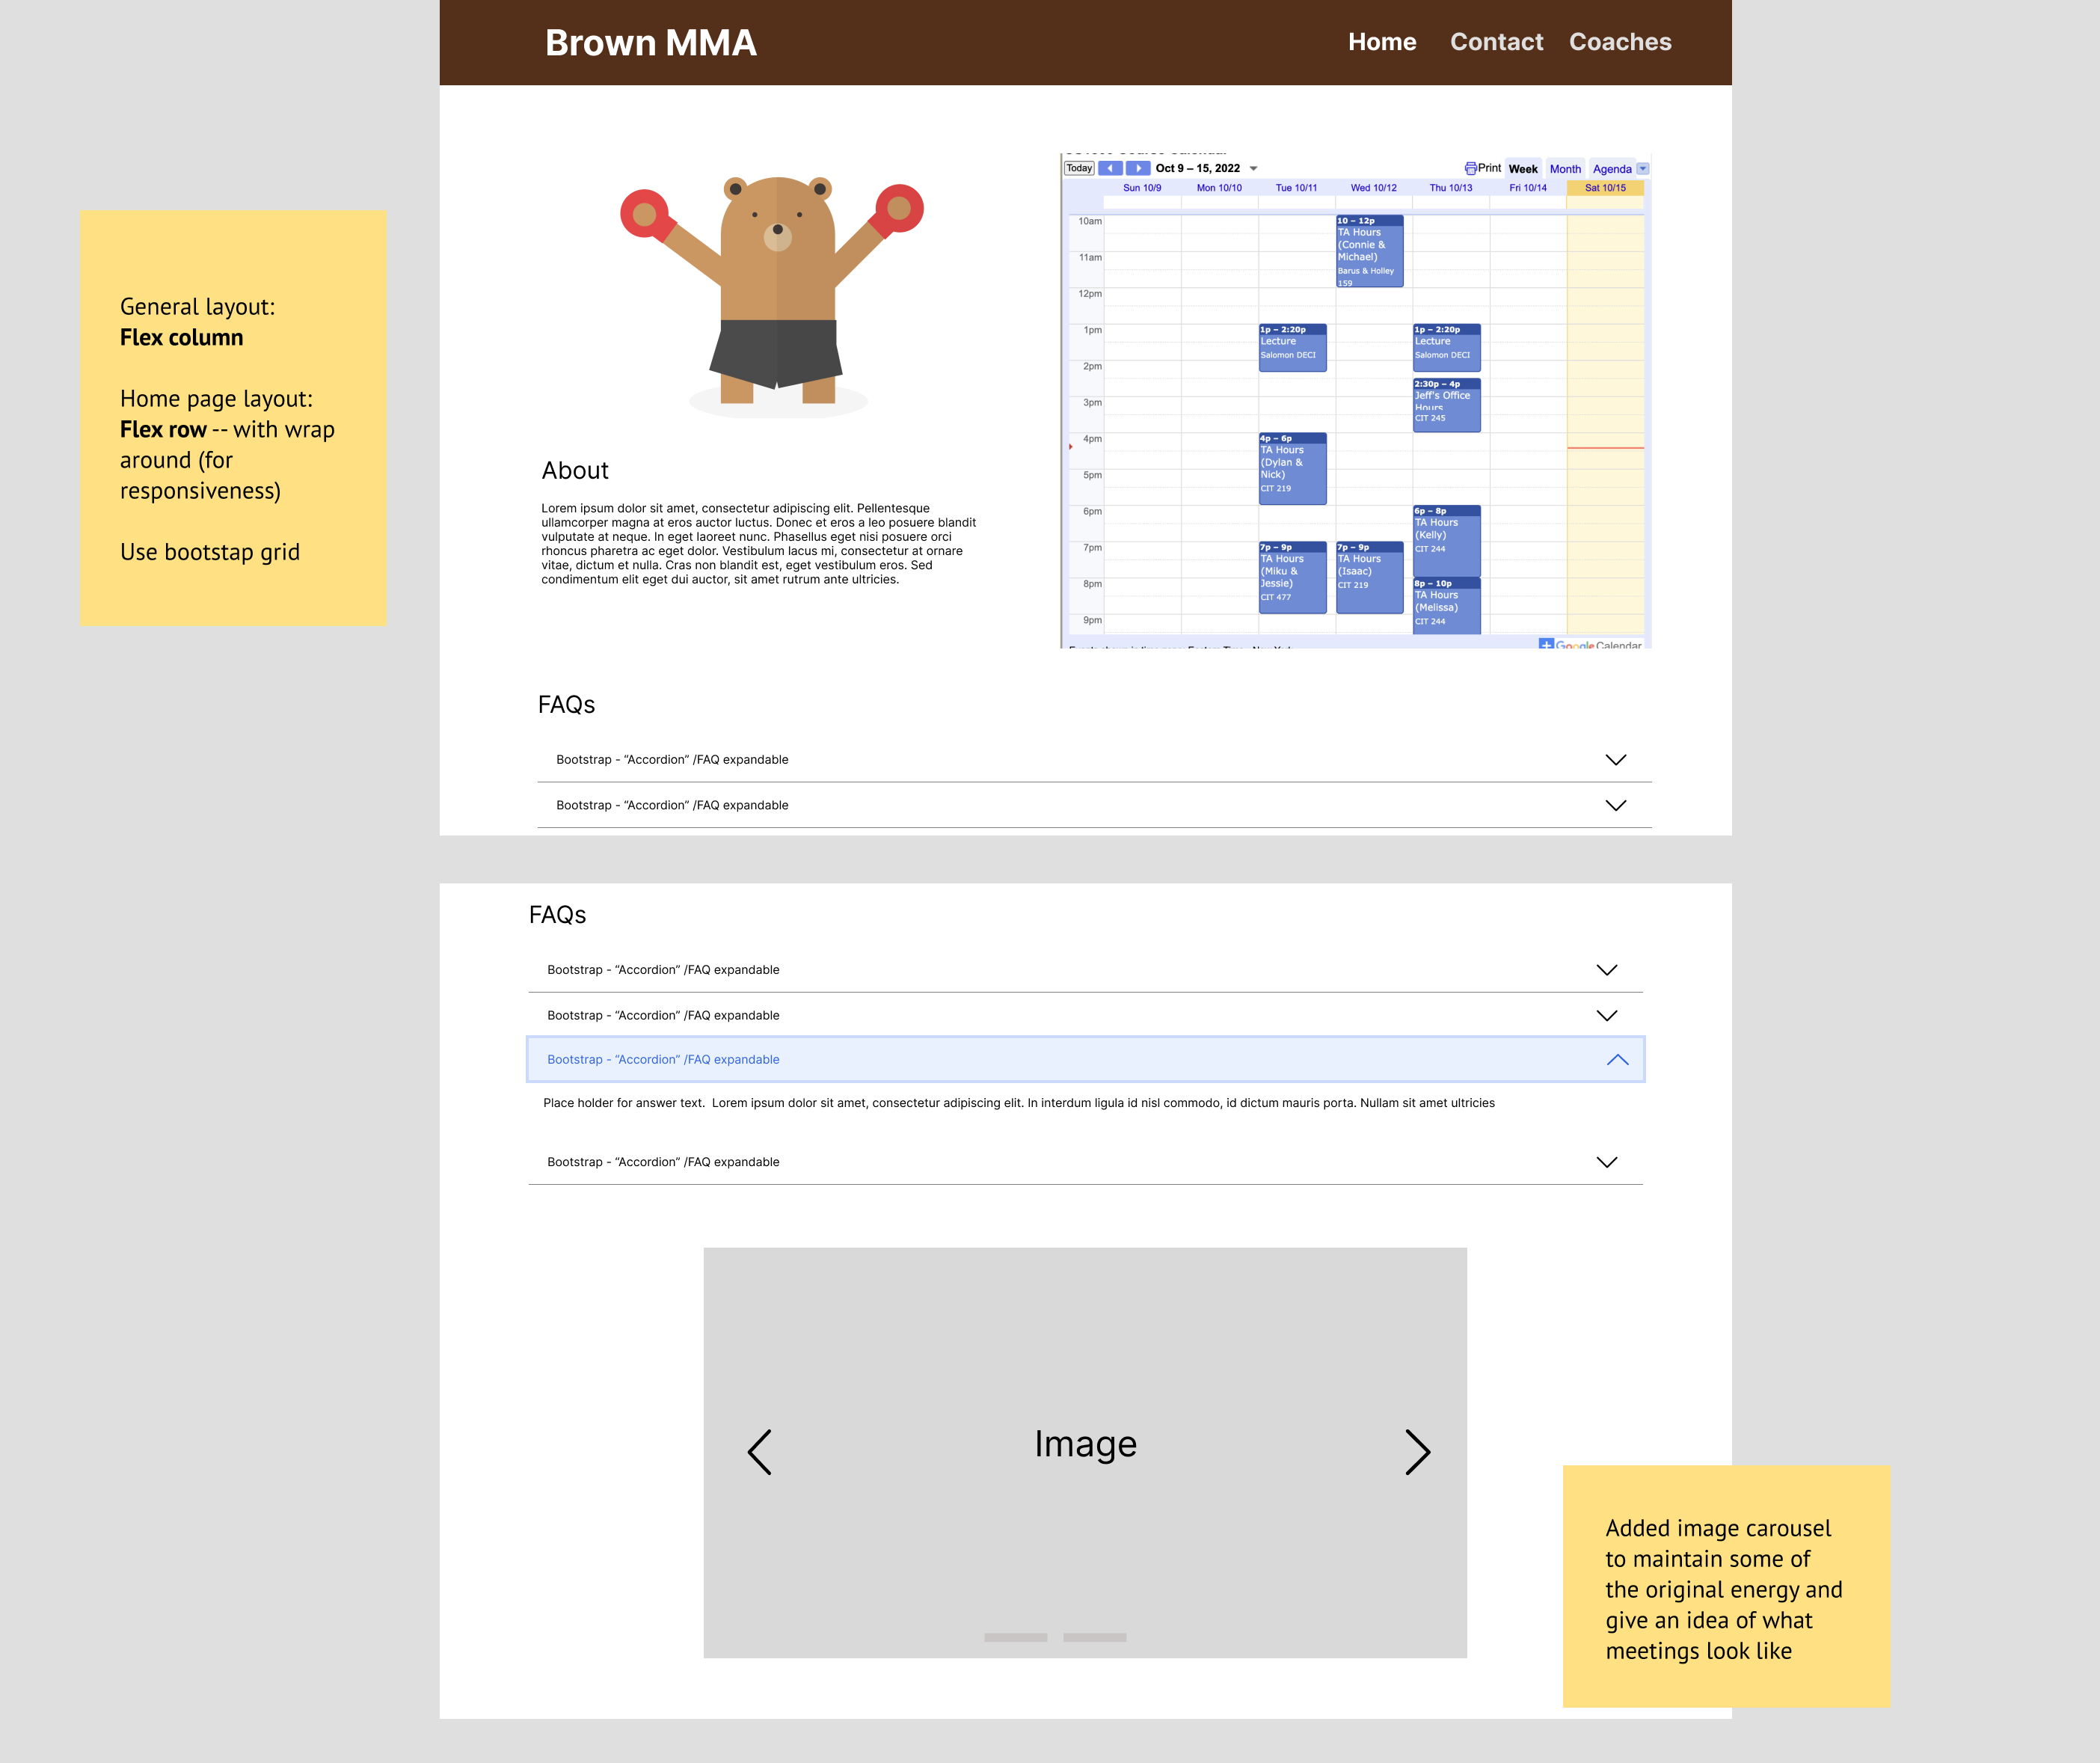 Brown MMA
Home Contact Coaches
General layout:
Flex column
Home page layout:
Flex row -- with wrap
around (for
responsiveness)
Use bootstap grid
About
Lorem ipsum dolor sit amet, consectetur adipiscing elit. Pellentesque
ullamcorper magna at eros auctor luctus. Donec et eros a leo posuere blandit
vulputate at neque. In eget laoreet nunc. Phasellus eget nisi posuere orci
rhoncus pharetra ac eget dolor. Vestibulum lacus mi, consectetur at ornare
vitae, dictum et nulla. Cras non blandit est, eget vestibulum eros. Sed
condimentum elit eget dui auctor, sit amet rutrum ante ultricies.
Today Oct 9 – 15, 2022 Print Week Month Agenda
Sun 10/9 Mon 10/10 Tue 10/11 Wed 10/12 Thu 10/13 Fri 10/14 Sat 10/15
10am
11am
12pm
1pm
2pm
3pm
4pm
5pm
6pm
7pm
8pm
9pm
1p – 2:20p
Lecture
Salomon DECI
4p – 6p
TA Hours
(Dylan &
Nick)
CIT 219
7p – 9p
TA Hours
(Miku &
Jessie)
CIT 477
10 – 12p
TA Hours
(Connie &
Michael)
Barus & Holley
159
7p – 9p
TA Hours
(Isaac)
CIT 219
1p – 2:20p
Lecture
Salomon DECI
2:30p – 4p
Jeff's Office
Hours
CIT 245
6p – 8p
TA Hours
(Kelly)
CIT 244
8p – 10p
TA Hours
(Melissa)
CIT 244
Google Calendar
FAQs
Bootstrap - “Accordion” /FAQ expandable
Bootstrap - “Accordion” /FAQ expandable
FAQs
Bootstrap - “Accordion” /FAQ expandable
Bootstrap - “Accordion” /FAQ expandable
Bootstrap - “Accordion” /FAQ expandable
Place holder for answer text.  Lorem ipsum dolor sit amet, consectetur adipiscing elit. In interdum ligula id nisl commodo, id dictum mauris porta. Nullam sit amet ultricies
Bootstrap - “Accordion” /FAQ expandable
Image
Added image carousel
to maintain some of
the original energy and
give an idea of what
meetings look like